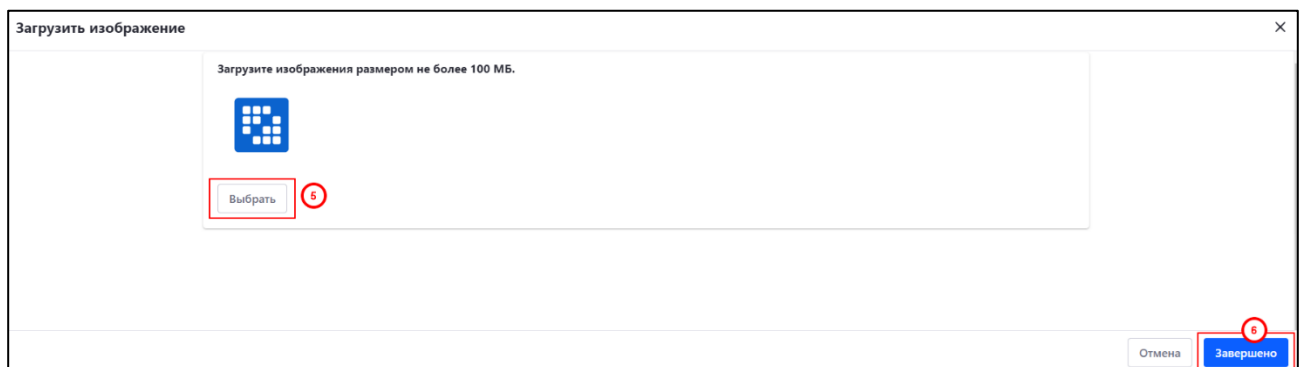 Загрузить изображение
Загрузите изображения размером не более 100 МБ.
Выбрать
5
6
Отмена
Завершено